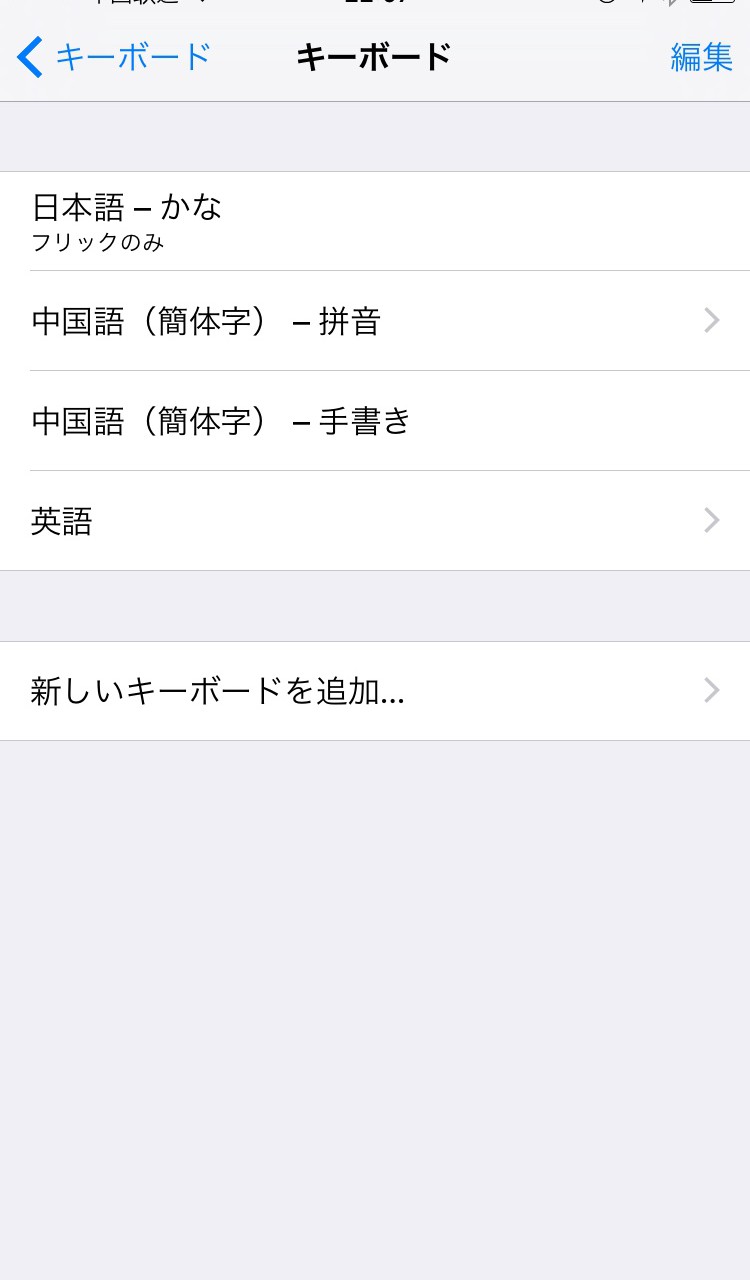 キーボード
キーボード
編集
日本語 – かな
フリックのみ
中国語（簡体字） – 拼音
中国語（簡体字） – 手書き
英語
新しいキーボードを追加...